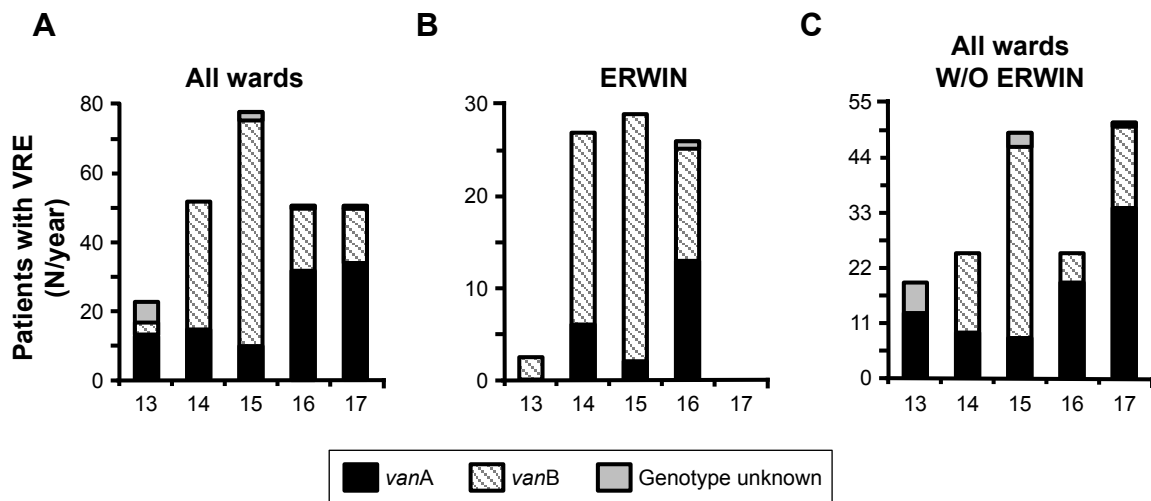 A
All wards
Patients with VRE
(N/year)
80
60
40
20
0
13 14 15 16 17
B
ERWIN
30
20
10
0
13 14 15 16 17
C
All wards
W/O ERWIN
55
44
33
22
11
0
13 14 15 16 17
vanA vanB Genotype unknown